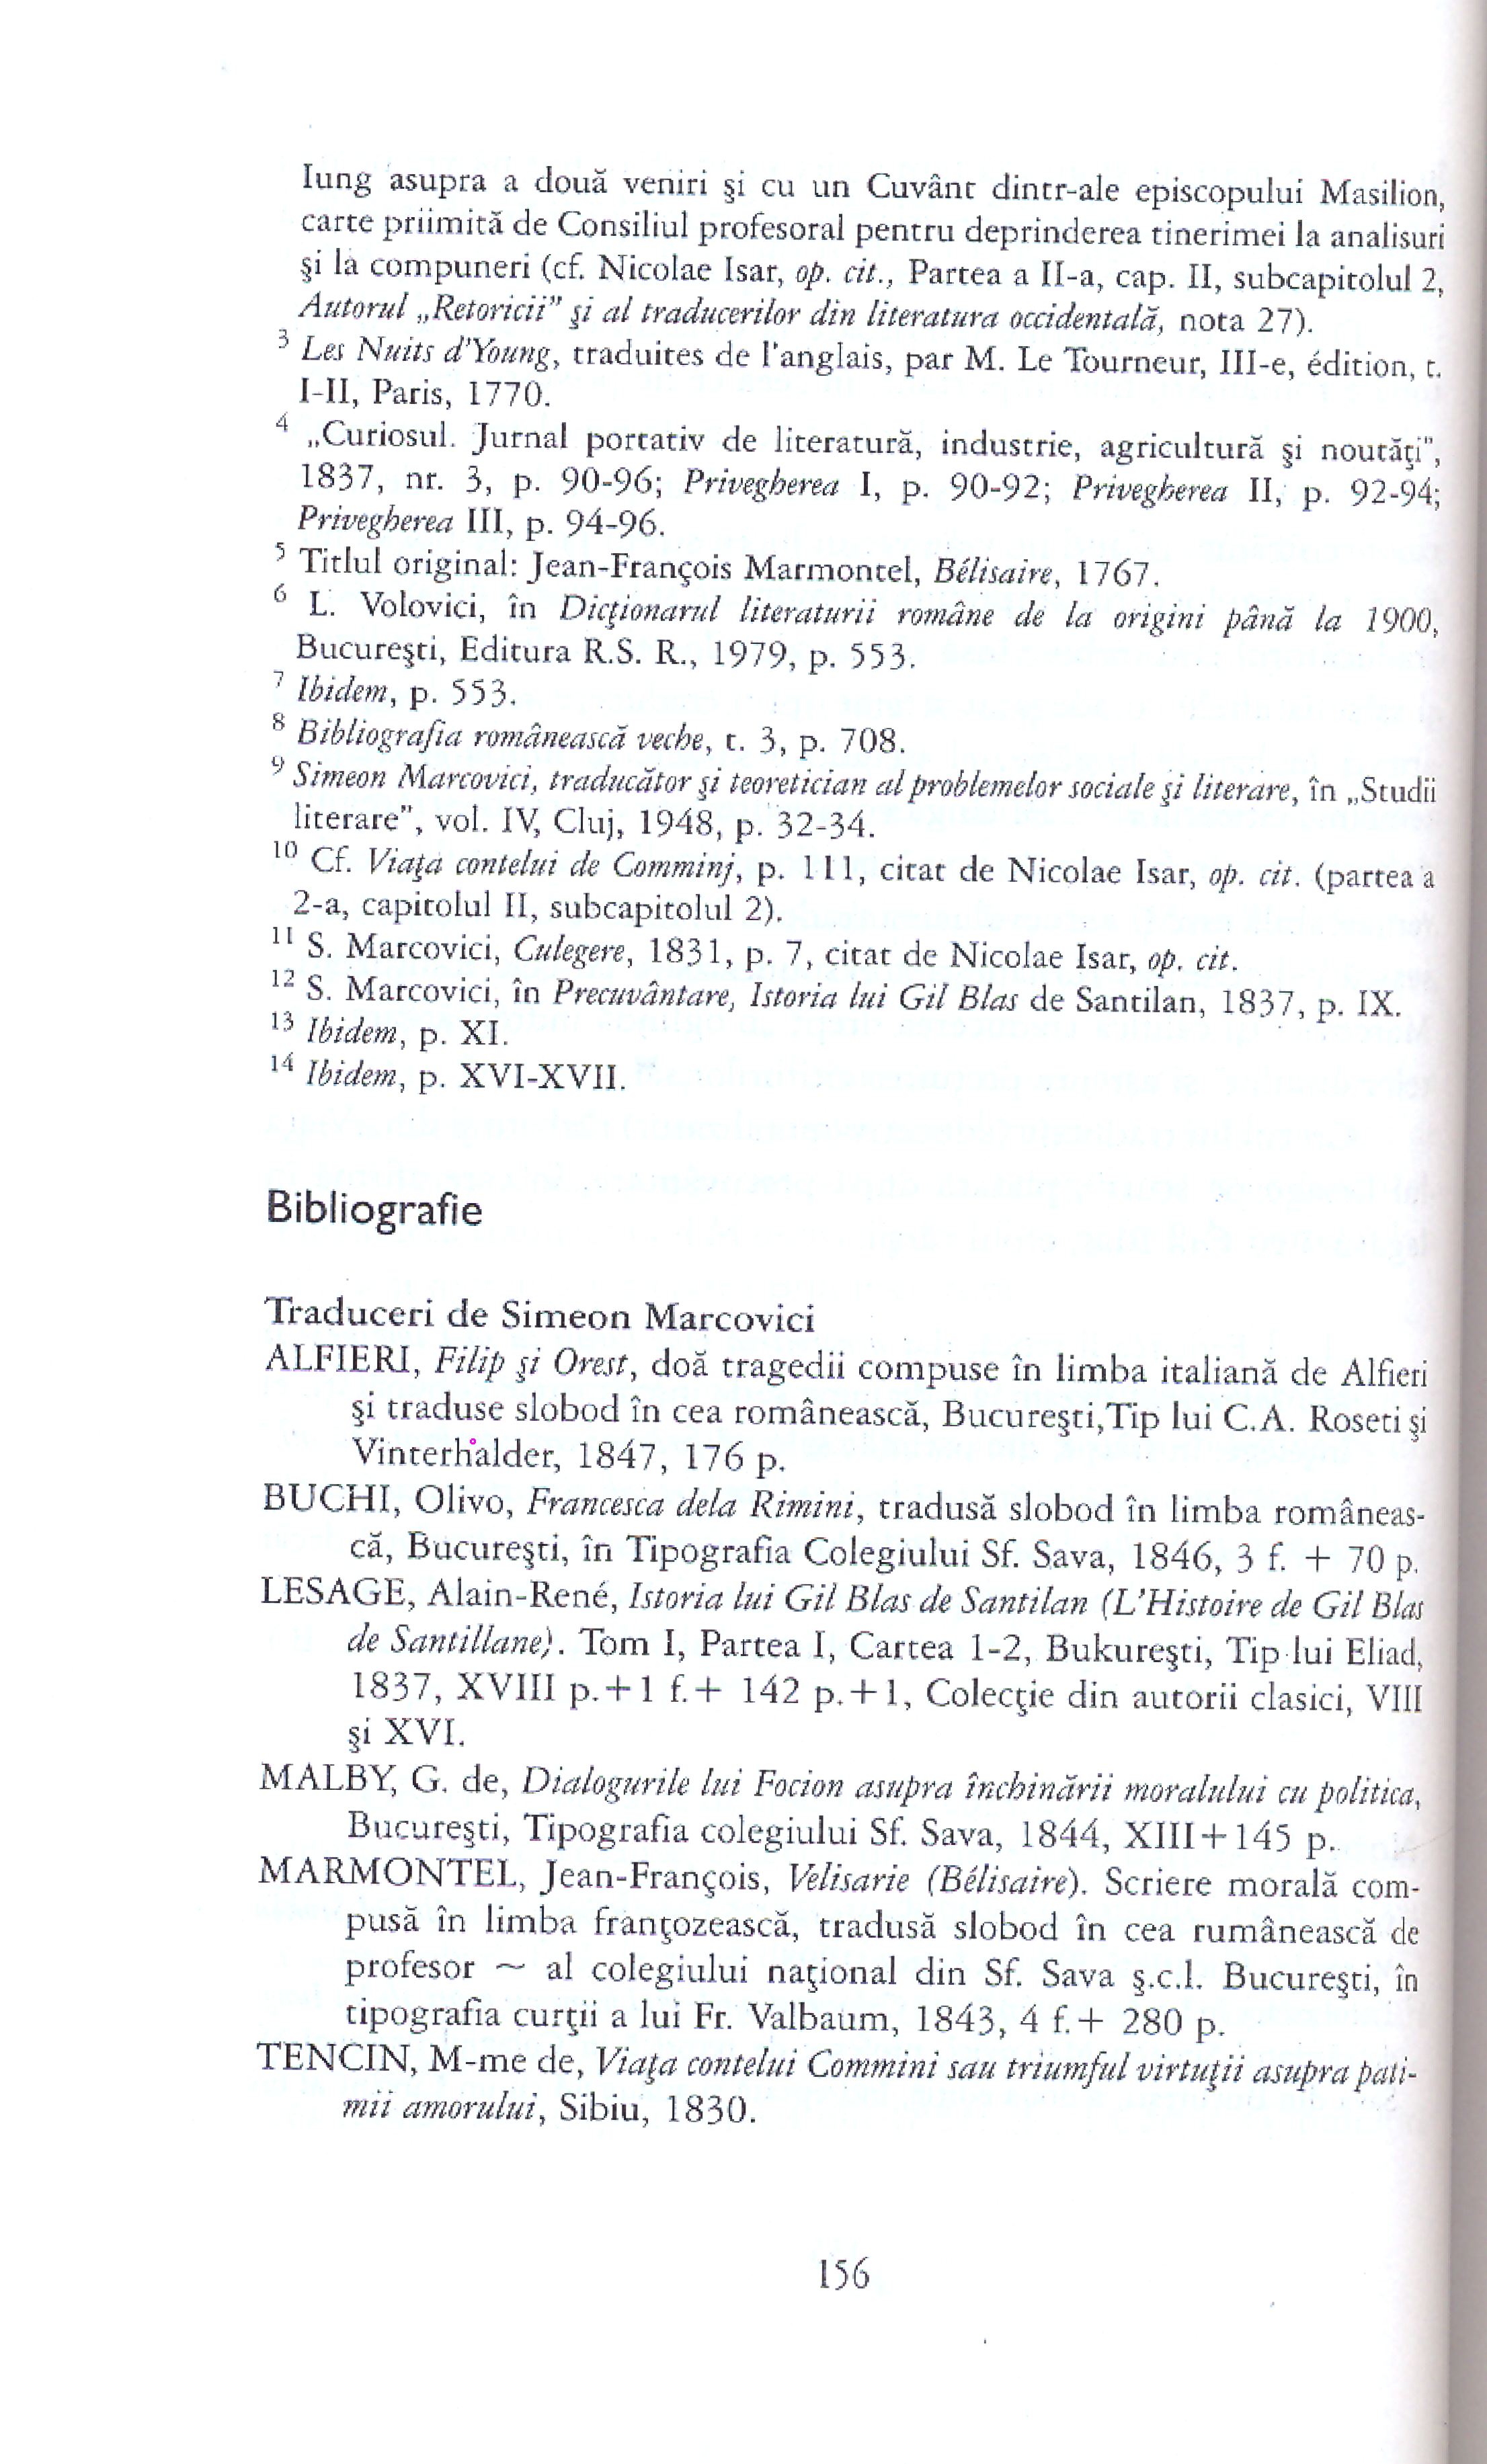 Iung asupra a două veniri şi cu un Cuvânt dintr-ale episcopului Masilion,
carte priimită de Consiliul profesoral pentru deprinderea tinerimei la analisuri
şi la compuneri (cf. Nicolae Isar, op. cit., Partea a II-a, cap. II, subcapitolul 2,
Autorul „Retoricii” şi al traducerilor din literatura occidentală, nota 27).
3 Les Nuits d'Young, traduites de l'anglais, par M. Le Tourneur, III-e, édition, t.
I-II, Paris, 1770.
4 „Curiosul. Jurnal portativ de literatură, industrie, agricultură şi noutăţi”,
1837, nr. 3, p. 90-96; Privegherea I, p. 90-92; Privegherea II, p. 92-94;
Privegherea III, p. 94-96.
5 Titlul original: Jean-François Marmontel, Bélisaire, 1767.
6 L. Volovici, în Dicţionarul literaturii române de la origini până la 1900,
Bucureşti, Editura R.S. R., 1979, p. 553.
7 Ibidem, p. 553.
8 Bibliografia românească veche, t. 3, p. 708.
9 Simeon Marcovici, traducător şi teoretician al problemelor sociale şi literare, în „Studii
literare”, vol. IV, Cluj, 1948, p. 32-34.
10 Cf. Viaţa contelui de Comminj, p. 111, citat de Nicolae Isar, op. cit. (partea a
2-a, capitolul II, subcapitolul 2).
11 S. Marcovici, Culegere, 1831, p. 7, citat de Nicolae Isar, op. cit.
12 S. Marcovici, în Precuvântare, Istoria lui Gil Blas de Santilan, 1837, p. IX.
13 Ibidem, p. XI.
14 Ibidem, p. XVI-XVII.
Bibliografie
Traduceri de Simeon Marcovici
ALFIERI, Filip şi Orest, doă tragedii compuse în limba italiană de Alfieri
şi traduse slobod în cea românească, Bucureşti,Tip lui C.A. Roseti şi
Vinterhalder, 1847, 176 p.
BUCHI, Olivo, Francesca dela Rimini, tradusă slobod în limba româneas-
că, Bucureşti, în Tipografia Colegiului Sf. Sava, 1846, 3 f. + 70 p.
LESAGE, Alain-René, Istoria lui Gil Blas de Santilan (L'Histoire de Gil Blas
de Santillane). Tom I, Partea I, Cartea 1-2, Bukureşti, Tip lui Eliad,
1837, XVIII p.+1 f.+ 142 p.+1, Colecţie din autorii clasici, VIII
şi XVI.
MALBY, G. de, Dialogurile lui Focion asupra închinării moralului cu politica,
Bucureşti, Tipografia colegiului Sf. Sava, 1844, XIII+145 p.
MARMONTEL, Jean-François, Velisarie (Bélisaire). Scriere morală com-
pusă în limba franţozească, tradusă slobod în cea rumânească de
profesor ~ al colegiului naţional din Sf. Sava ş.c.l. Bucureşti, în
tipografia curţii a lui Fr. Valbaum, 1843, 4 f.+ 280 p.
TENCIN, M-me de, Viaţa contelui Commini sau triumful virtuţii asupra pati-
mii amorului, Sibiu, 1830.
156